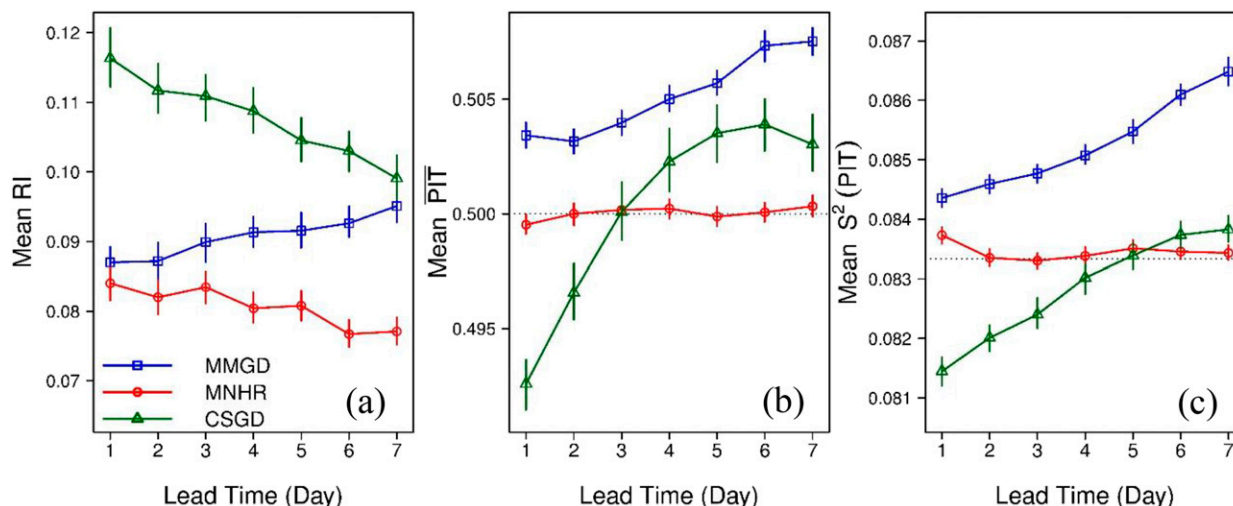 Mean RI
0.12
0.11
0.10
0.09
0.08
0.07
MMGD
MNHR
CSGD
(a)
1 2 3 4 5 6 7
Lead Time (Day)
Mean PIT
0.505
0.500
0.495
(b)
1 2 3 4 5 6 7
Lead Time (Day)
Mean S² (PIT)
0.087
0.086
0.085
0.084
0.083
0.082
0.081
(c)
1 2 3 4 5 6 7
Lead Time (Day)